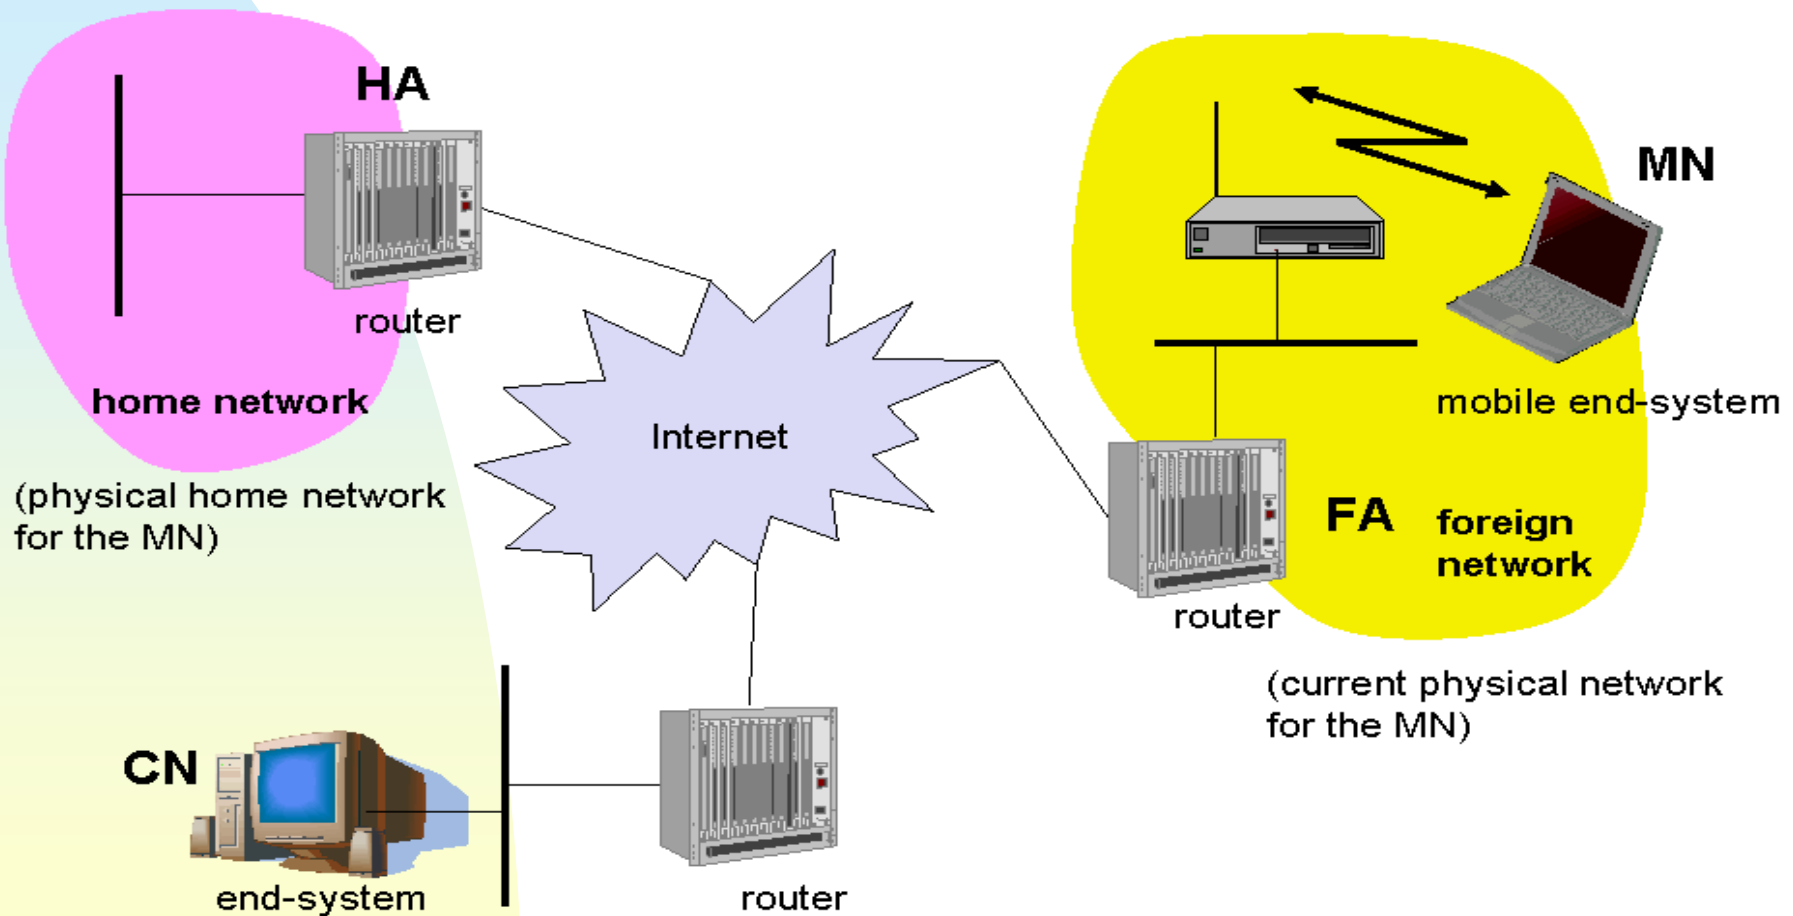 HA
router
home network
(physical home network
for the MN)
Internet
MN
mobile end-system
FA
foreign
network
router
(current physical network
for the MN)
CN
end-system
router